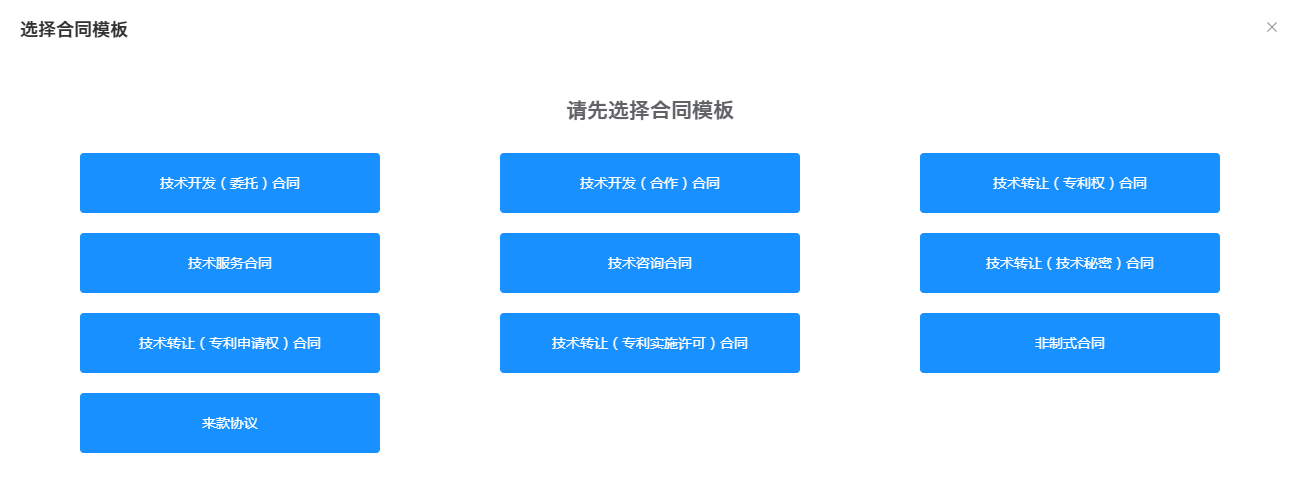 选择合同模板
请先选择合同模板
技术开发（委托）合同
技术开发（合作）合同
技术转让（专利权）合同
技术服务合同
技术咨询合同
技术转让（技术秘密）合同
技术转让（专利申请权）合同
技术转让（专利实施许可）合同
非制式合同
来款协议